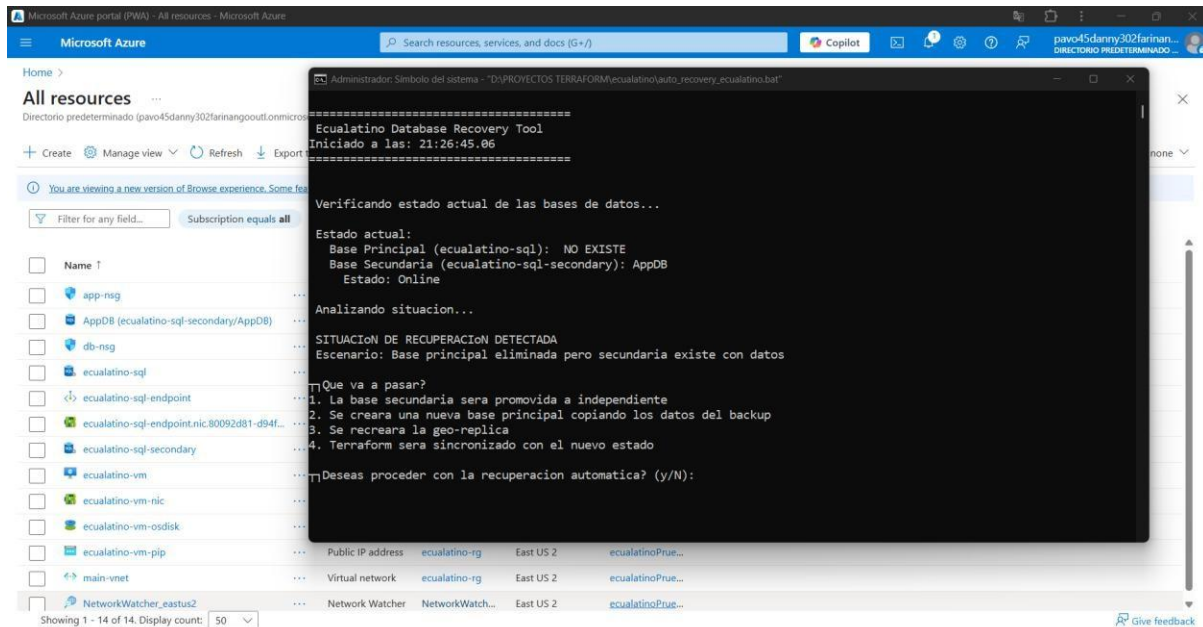 Microsoft Azure portal (PWA) - All resources - Microsoft Azure
Microsoft Azure
Search resources, services, and docs (G+/)
Copilot
1
pavo45danny302farinan...
DIRECTORIO PREDETERMINADO ...
Home >
All resources ...
Directorio predeterminado (pavo45danny302farinangooutl.onmicros
+ Create Manage view Refresh Export t
none
You are viewing a new version of Browse experience. Some fea
Filter for any field...
Subscription equals all
Name ↑
app-nsg ...
AppDB (ecualatino-sql-secondary/AppDB) ...
db-nsg ...
ecualatino-sql ...
ecualatino-sql-endpoint ...
ecualatino-sql-endpoint.nic.80092d81-d94f... ...
ecualatino-sql-secondary ...
ecualatino-vm ...
ecualatino-vm-nic ...
ecualatino-vm-osdisk ...
ecualatino-vm-pip ... Public IP address ecualatino-rg East US 2 ecualatinoPrue...
main-vnet ... Virtual network ecualatino-rg East US 2 ecualatinoPrue...
NetworkWatcher_eastus2 ... Network Watcher NetworkWatch... East US 2 ecualatinoPrue...
Showing 1 - 14 of 14. Display count: 50
Give feedback
Administrador: Símbolo del sistema - "D:\PROYECTOS TERRAFORM\ecualatino\auto_recovery_ecualatino.bat"
========================================
Ecualatino Database Recovery Tool
Iniciado a las: 21:26:45.06
========================================
Verificando estado actual de las bases de datos...
Estado actual:
Base Principal (ecualatino-sql): NO EXISTE
Base Secundaria (ecualatino-sql-secondary): AppDB
Estado: Online
Analizando situacion...
SITUACIoN DE RECUPERACIoN DETECTADA
Escenario: Base principal eliminada pero secundaria existe con datos
┐┐Que va a pasar?
1. La base secundaria sera promovida a independiente
2. Se creara una nueva base principal copiando los datos del backup
3. Se recreara la geo-replica
4. Terraform sera sincronizado con el nuevo estado
┐┐Deseas proceder con la recuperacion automatica? (y/N):